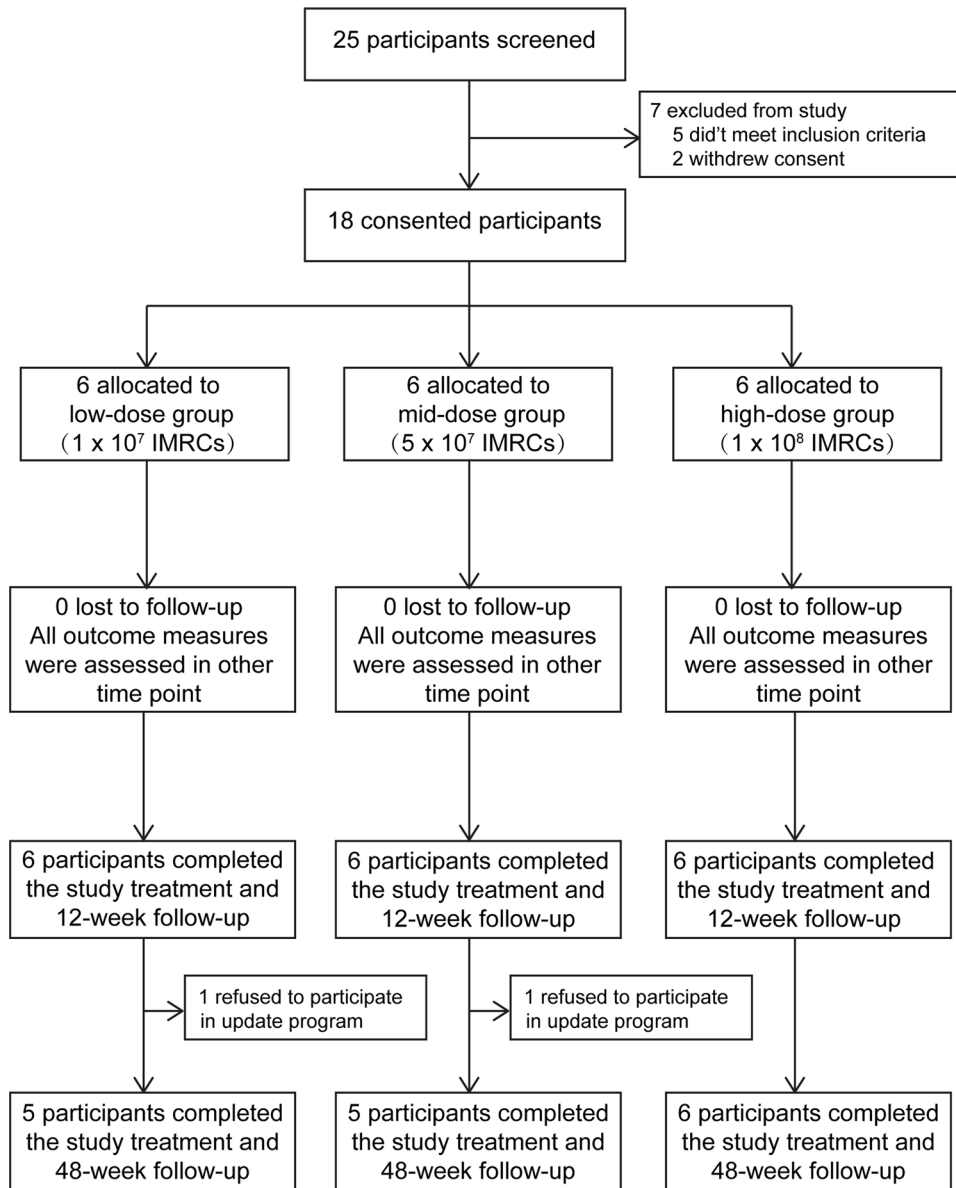 25 participants screened
7 excluded from study
5 did’t meet inclusion criteria
2 withdrew consent
18 consented participants
6 allocated to
low-dose group
（1 x 10⁷ IMRCs）
6 allocated to
mid-dose group
（5 x 10⁷ IMRCs）
6 allocated to
high-dose group
（1 x 10⁸ IMRCs）
0 lost to follow-up
All outcome measures
were assessed in other
time point
0 lost to follow-up
All outcome measures
were assessed in other
time point
0 lost to follow-up
All outcome measures
were assessed in other
time point
6 participants completed
the study treatment and
12-week follow-up
6 participants completed
the study treatment and
12-week follow-up
6 participants completed
the study treatment and
12-week follow-up
1 refused to participate
in update program
1 refused to participate
in update program
5 participants completed
the study treatment and
48-week follow-up
5 participants completed
the study treatment and
48-week follow-up
6 participants completed
the study treatment and
48-week follow-up